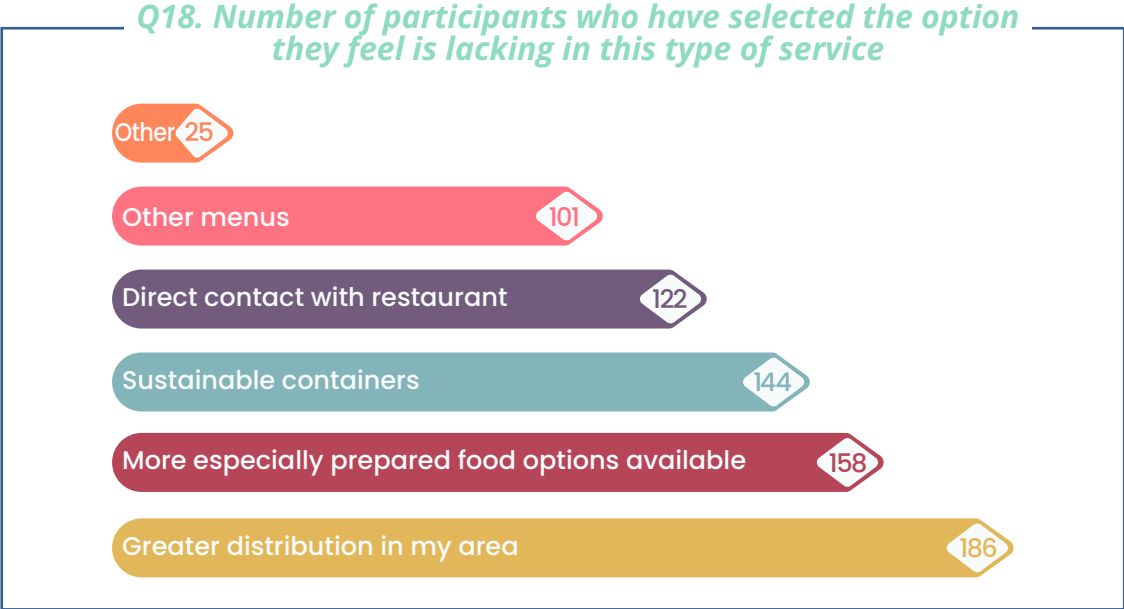 Q18. Number of participants who have selected the option
they feel is lacking in this type of service
Other 25
Other menus 101
Direct contact with restaurant 122
Sustainable containers 144
More especially prepared food options available 158
Greater distribution in my area 186